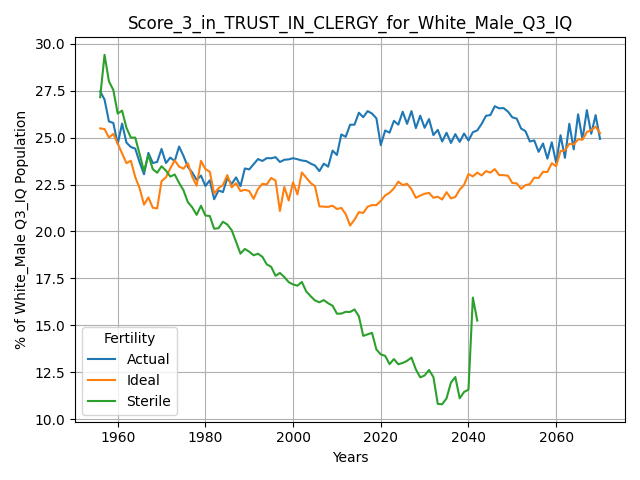 Score_3_in_TRUST_IN_CLERGY_for_White_Male_Q3_IQ
% of White_Male Q3_IQ Population
30.0
27.5
25.0
22.5
20.0
17.5
15.0
12.5
10.0
Fertility
Actual
Ideal
Sterile
1960
1980
2000
2020
2040
2060
Years